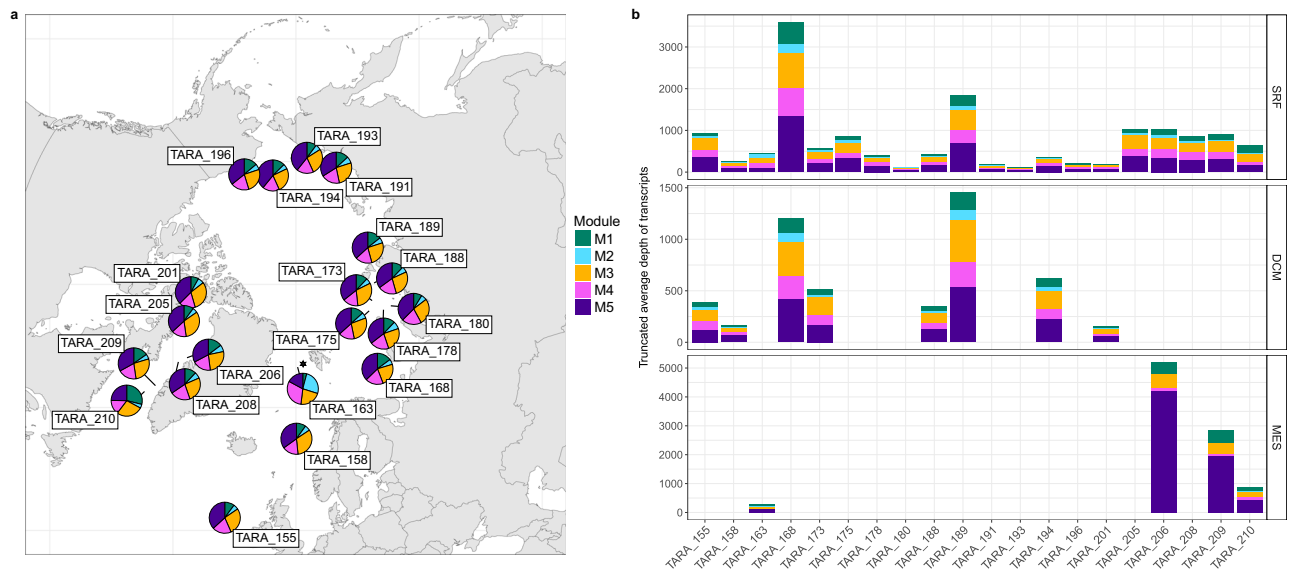 a
TARA_193
TARA_196
TARA_191
TARA_194
TARA_189
TARA_188
TARA_173
TARA_201
TARA_205
TARA_180
TARA_175
TARA_209
TARA_178
TARA_206
TARA_168
TARA_208
TARA_163
TARA_210
TARA_158
TARA_155
Module
M1
M2
M3
M4
M5
b
Truncated average depth of transcripts
3000
2000
1000
0
SRF
1500
1000
500
0
DCM
5000
4000
3000
2000
1000
0
MES
TARA_155
TARA_158
TARA_163
TARA_168
TARA_173
TARA_175
TARA_178
TARA_180
TARA_188
TARA_189
TARA_191
TARA_193
TARA_194
TARA_196
TARA_201
TARA_205
TARA_206
TARA_208
TARA_209
TARA_210